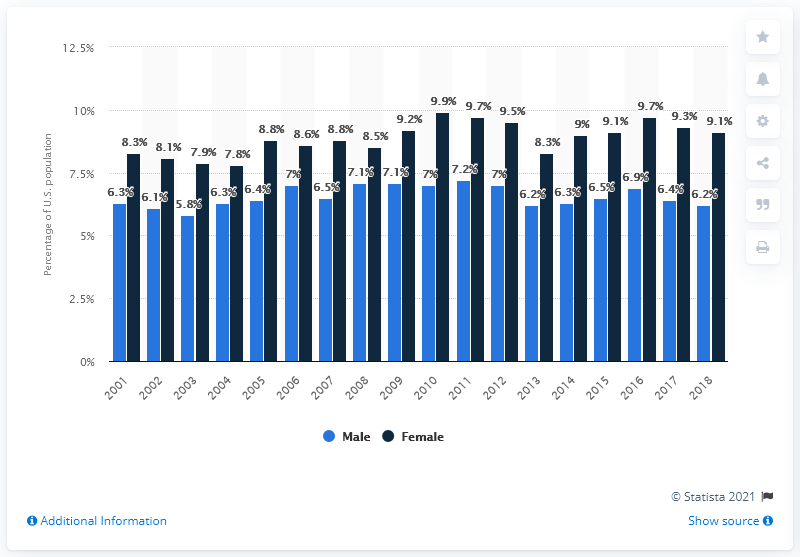 12.5%
10%
7.5%
5%
2.5%
0%
Percentage of U.S. population
6.3% 8.3% 6.1% 8.1% 5.8% 7.9% 6.3% 7.8% 6.4% 8.8% 7% 8.6% 6.5% 8.8% 7.1% 8.5% 7.1% 9.2% 7% 9.9% 7.2% 9.7% 7% 9.5% 6.2% 8.3% 6.3% 9% 6.5% 9.1% 6.9% 9.7% 6.4% 9.3% 6.2% 9.1%
2001 2002 2003 2004 2005 2006 2007 2008 2009 2010 2011 2012 2013 2014 2015 2016 2017 2018
Male Female
© Statista 2021
Additional Information Show source